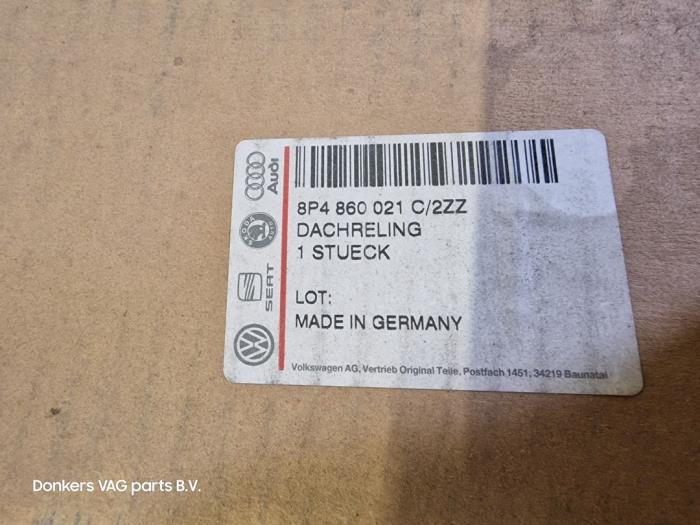 Audi
SKODA
SEAT
8P4 860 021 C/2ZZ
DACHRELING
1 STUECK
LOT:
MADE IN GERMANY
Volkswagen AG, Vertrieb Original Teile, Postfach 1451, 34219 Baunatal
Donkers VAG parts B.V.